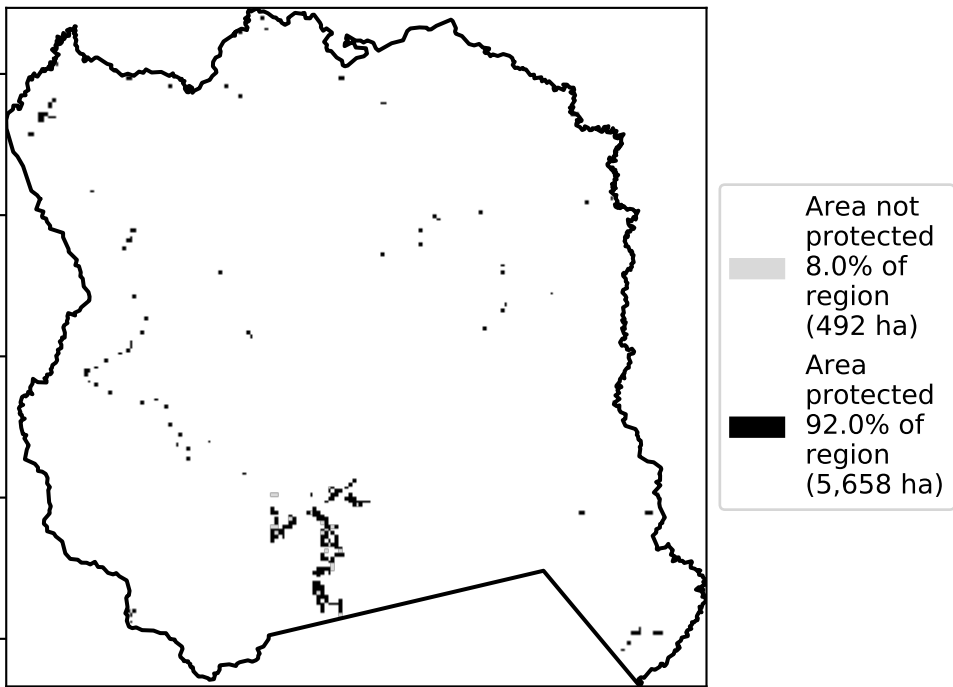 Area not
protected
8.0% of
region
(492 ha)
Area
protected
92.0% of
region
(5,658 ha)